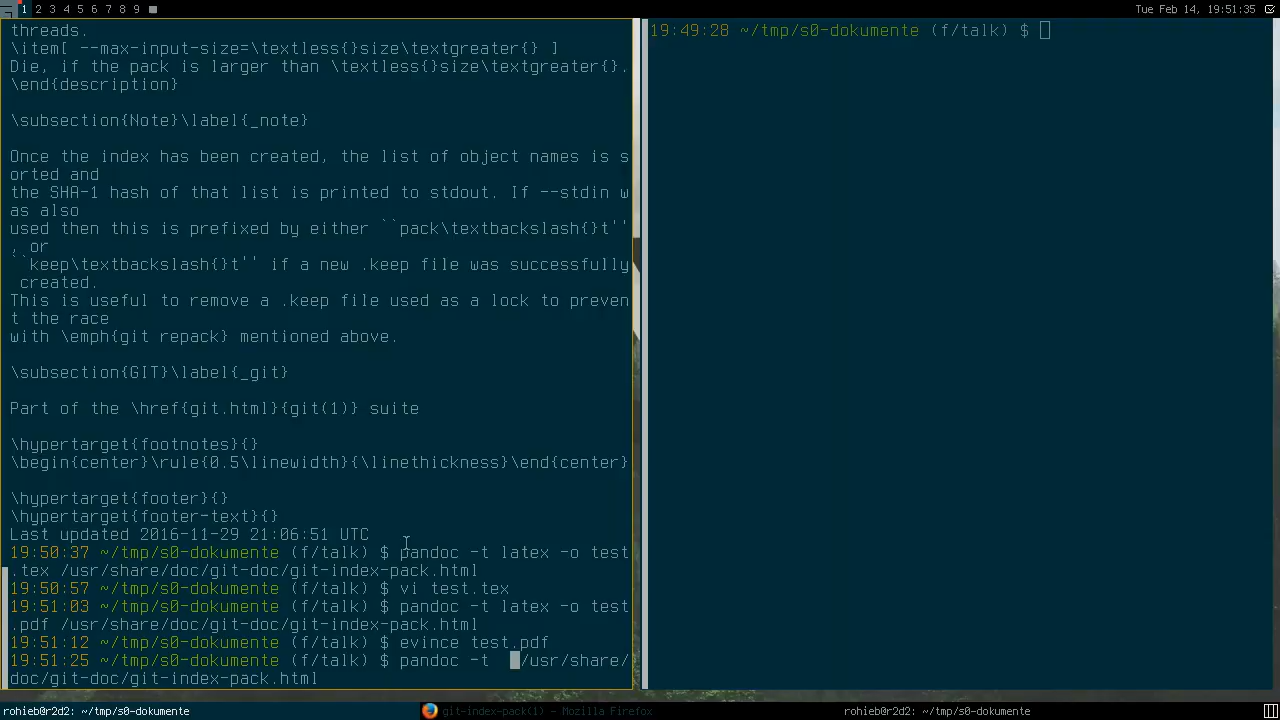 1 2 3 4 5 6 7 8 9
Tue Feb 14, 19:51:35
threads.
\item[ --max-input-size=\textless{}size\textgreater{} ]
Die, if the pack is larger than \textless{}size\textgreater{}.
\end{description}
\subsection{Note}\label{_note}
Once the index has been created, the list of object names is s
orted and
the SHA-1 hash of that list is printed to stdout. If --stdin w
as also
used then this is prefixed by either ``pack\textbackslash{}t''
, or
``keep\textbackslash{}t'' if a new .keep file was successfully
 created.
This is useful to remove a .keep file used as a lock to preven
t the race
with \emph{git repack} mentioned above.
\subsection{GIT}\label{_git}
Part of the \href{git.html}{git(1)} suite
\hypertarget{footnotes}{}
\begin{center}\rule{0.5\linewidth}{\linethickness}\end{center}
\hypertarget{footer}{}
\hypertarget{footer-text}{}
Last updated 2016-11-29 21:06:51 UTC
19:50:37 ~/tmp/s0-dokumente (f/talk) $ pandoc -t latex -o test
.tex /usr/share/doc/git-doc/git-index-pack.html
19:50:57 ~/tmp/s0-dokumente (f/talk) $ vi test.tex
19:51:03 ~/tmp/s0-dokumente (f/talk) $ pandoc -t latex -o test
.pdf /usr/share/doc/git-doc/git-index-pack.html
19:51:12 ~/tmp/s0-dokumente (f/talk) $ evince test.pdf
19:51:25 ~/tmp/s0-dokumente (f/talk) $ pandoc -t  /usr/share/
doc/git-doc/git-index-pack.html
19:49:28 ~/tmp/s0-dokumente (f/talk) $
rohieb@r2d2: ~/tmp/s0-dokumente
git-index-pack(1) - Mozilla Firefox
rohieb@r2d2: ~/tmp/s0-dokumente